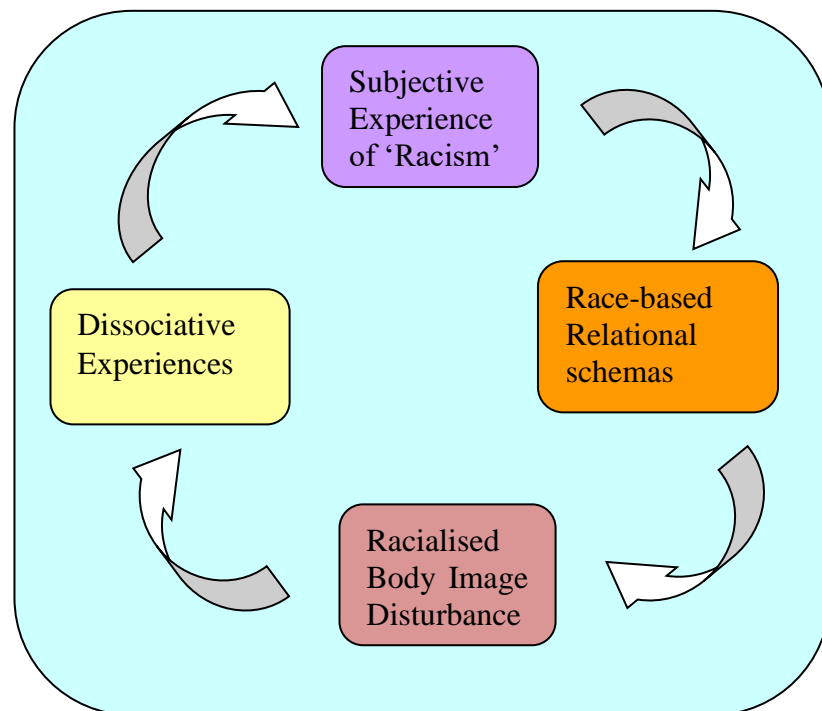 Subjective
Experience
of ‘Racism’
Race-based
Relational
schemas
Racialised
Body Image
Disturbance
Dissociative
Experiences